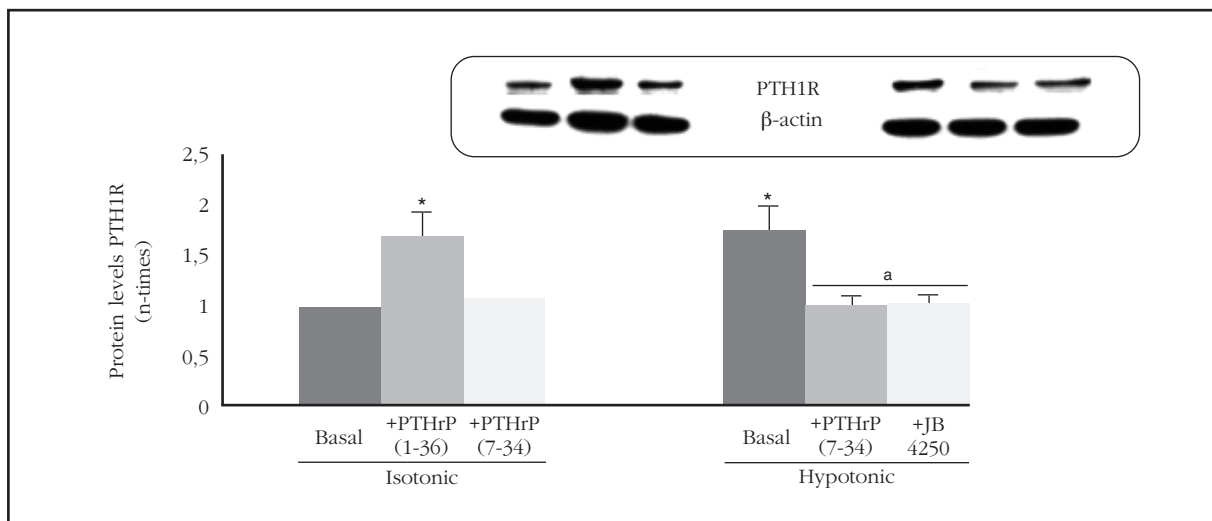 PTH1R
β-actin
Protein levels PTH1R
(n-times)
2,5
2
1,5
1
0,5
0
*
*
a
Basal
+PTHrP
(1-36)
+PTHrP
(7-34)
Isotonic
Basal
+PTHrP
(7-34)
+JB
4250
Hypotonic